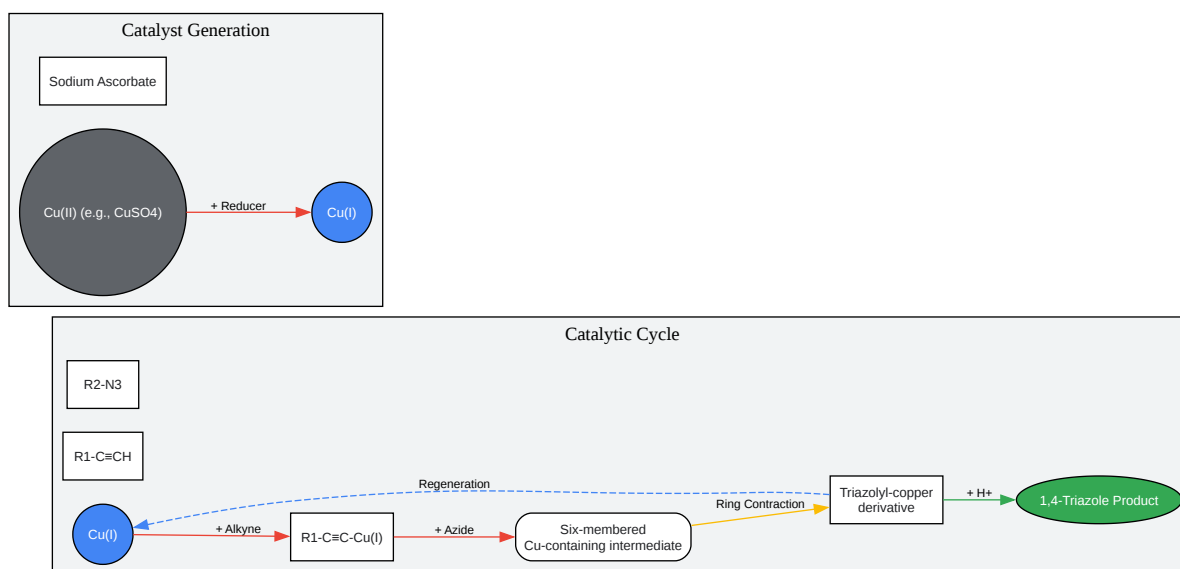 Catalyst Generation
Sodium Ascorbate
Cu(II) (e.g., CuSO4)
+ Reducer
Cu(I)
Catalytic Cycle
R2-N3
R1-C≡CH
Regeneration
Cu(I)
+ Alkyne
R1-C≡C-Cu(I)
+ Azide
Six-membered
Cu-containing intermediate
Ring Contraction
Triazolyl-copper
derivative
+ H+
1,4-Triazole Product